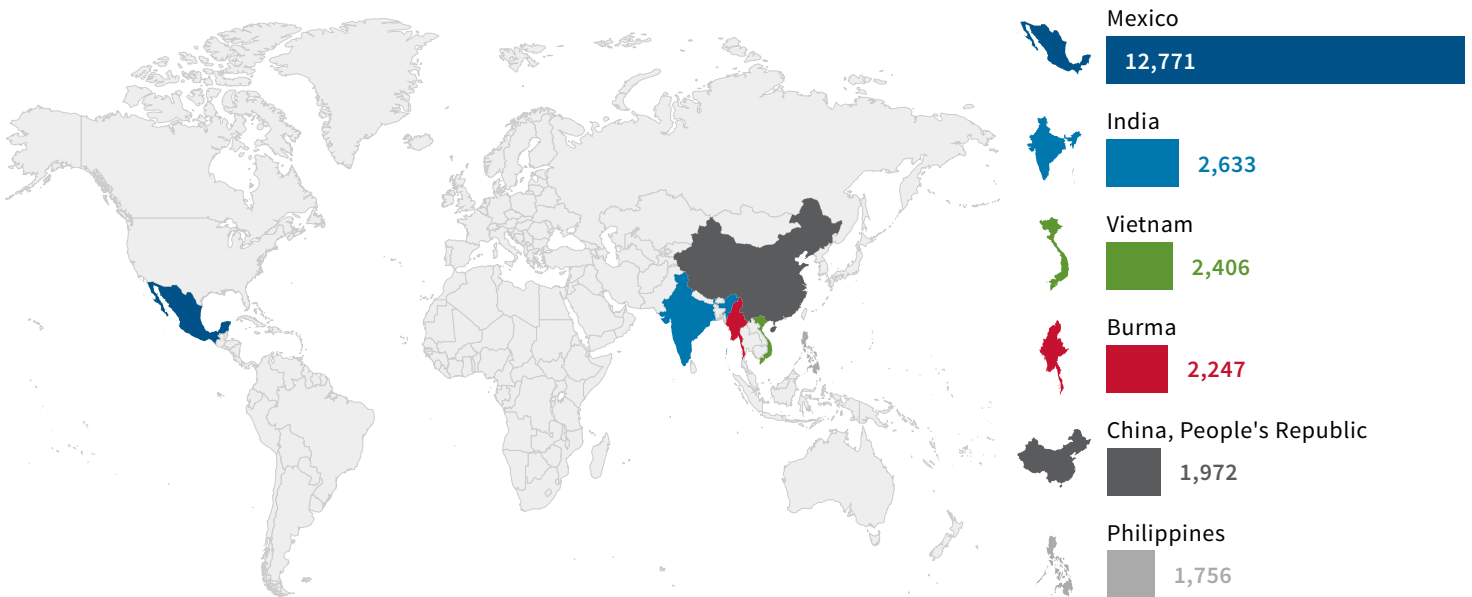 Mexico
12,771
India
2,633
Vietnam
2,406
Burma
2,247
China, People's Republic
1,972
Philippines
1,756